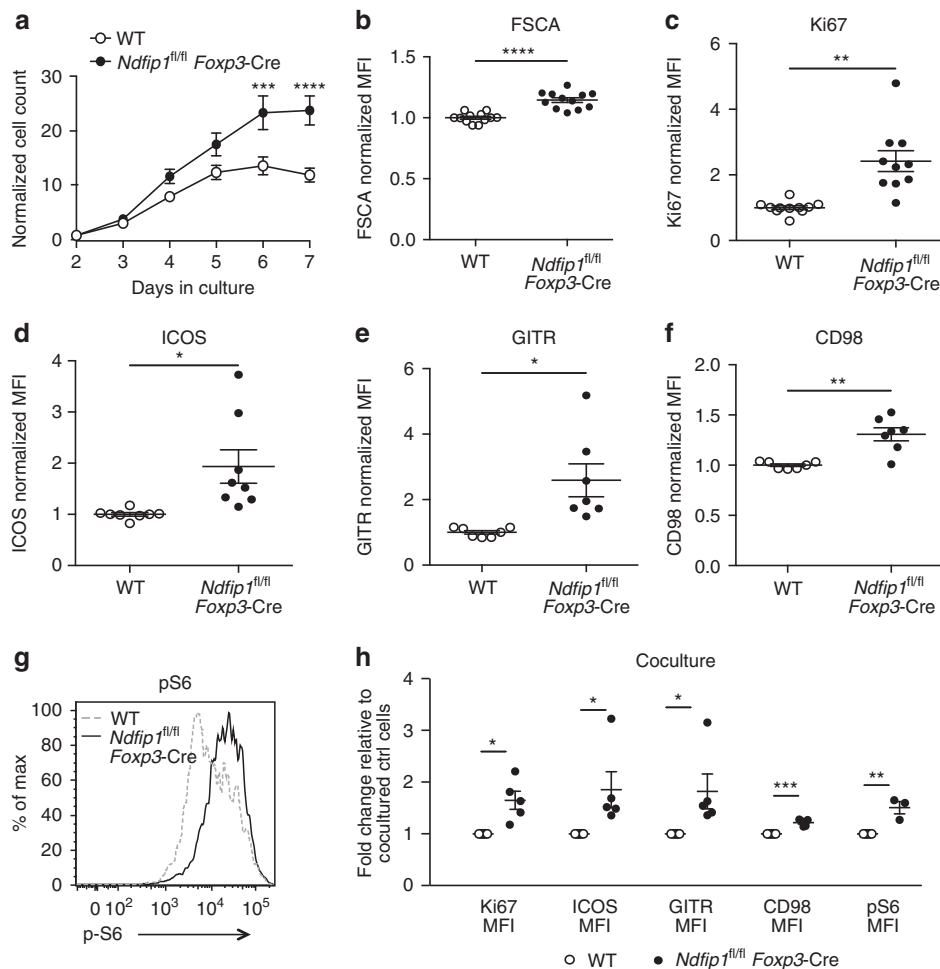 a
WT
Ndfip1fl/fl Foxp3-Cre
Normalized cell count
30
20
10
0
*** ****
2 3 4 5 6 7
Days in culture
b
FSCA
FSCA normalized MFI
1.5
1.0
0.5
0.0
****
WT
Ndfip1fl/fl
Foxp3-Cre
c
Ki67
Ki67 normalized MFI
6
4
2
0
**
WT
Ndfip1fl/fl
Foxp3-Cre
d
ICOS
ICOS normalized MFI
4
3
2
1
0
*
WT
Ndfip1fl/fl
Foxp3-Cre
e
GITR
GITR normalized MFI
6
4
2
0
*
WT
Ndfip1fl/fl
Foxp3-Cre
f
CD98
CD98 normalized MFI
2.0
1.5
1.0
0.5
0.0
**
WT
Ndfip1fl/fl
Foxp3-Cre
g
pS6
WT
Ndfip1fl/fl
Foxp3-Cre
% of max
100
80
60
40
20
0
0 102 103 104 105
p-S6
h
Coculture
Fold change relative to
cocultured ctrl cells
4
3
2
1
0
* * * *** **
Ki67 ICOS GITR CD98 pS6
MFI MFI MFI MFI MFI
WT Ndfip1fl/fl Foxp3-Cre